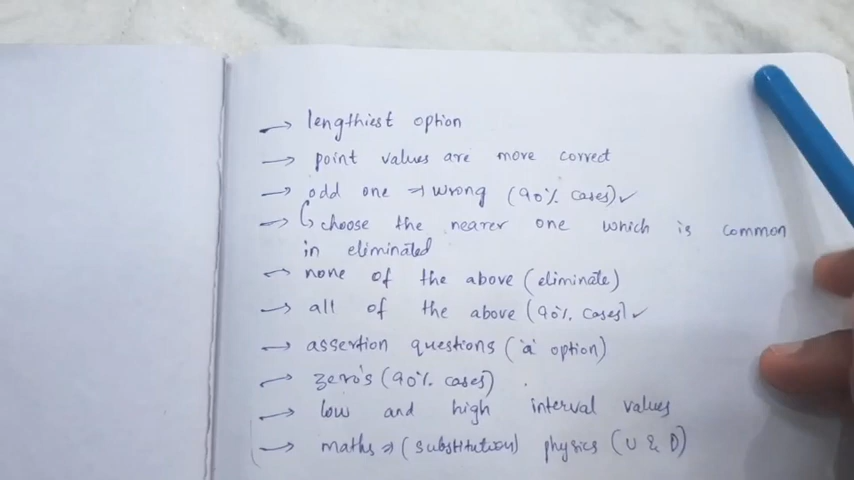 → lengthiest option
→ point values are more correct
→ odd one ⇒ wrong (90% cases) ✓
→ choose the nearer one which is common
in eliminated
→ none of the above (eliminate)
→ all of the above (90% cases) ✓
→ assertion questions ('a' option)
→ zero's (90% cases)
→ low and high interval values
→ maths ⇒ (substitution) physics (U & D)